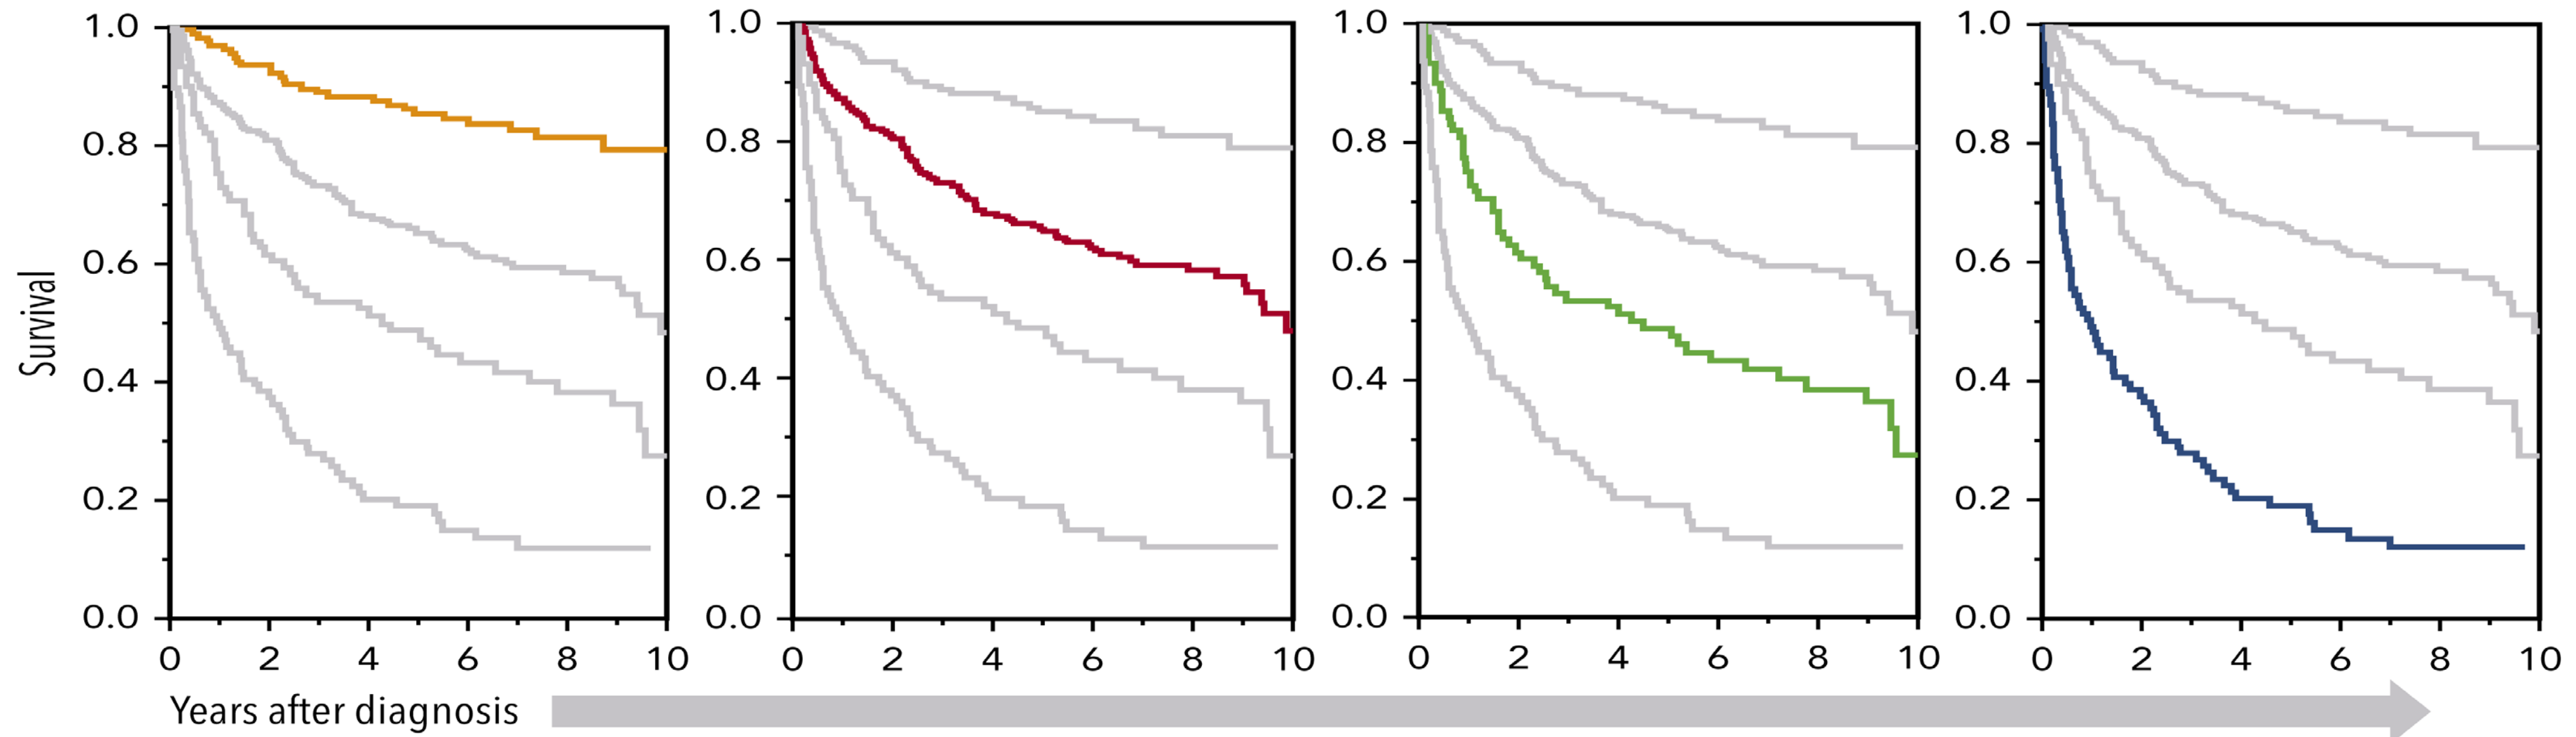 1.0 1.0 1.0 1.0
0.8 0.8 0.8 0.8
0.6 0.6 0.6 0.6
Survival
0.4 0.4 0.4 0.4
0.2 0.2 0.2 0.2
0.0 0.0 0.0 0.0
0 2 4 6 8 10 0 2 4 6 8 10 0 2 4 6 8 10 0 2 4 6 8 10
Years after diagnosis